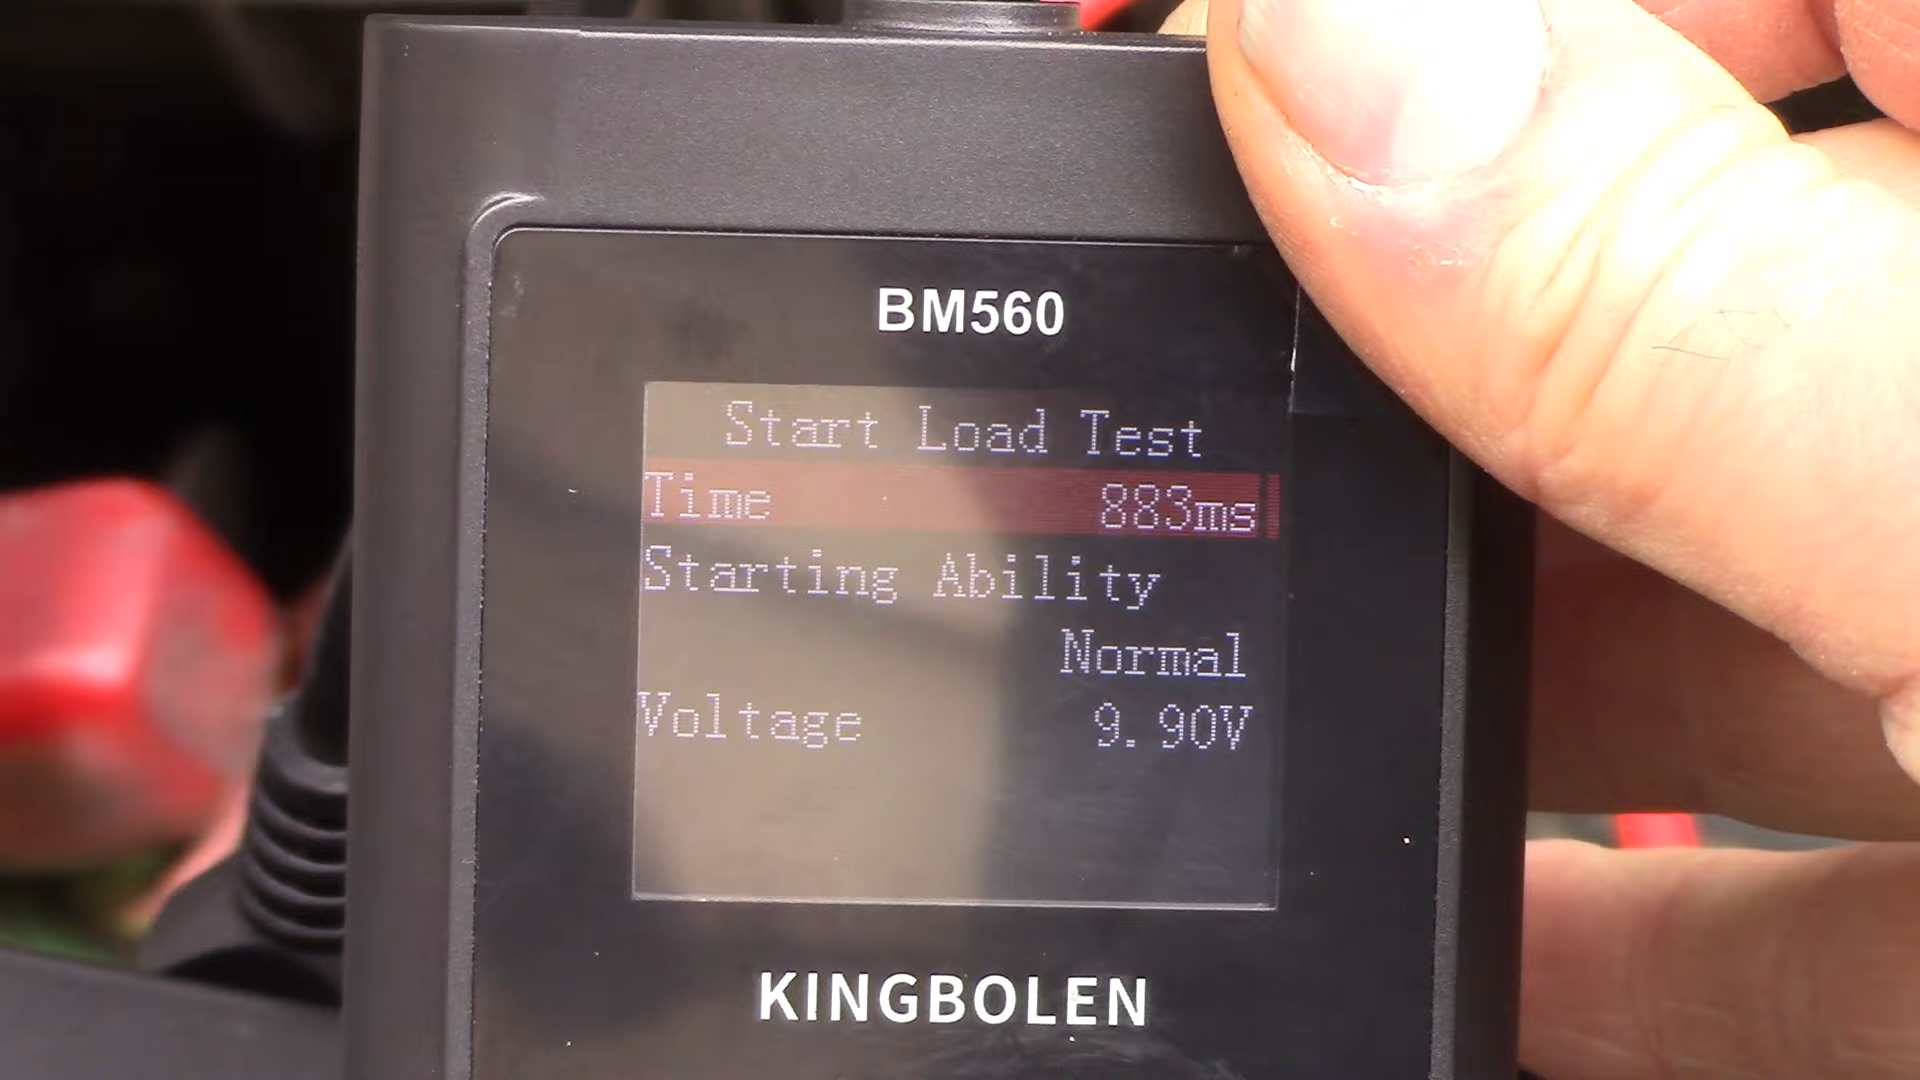 BM560
Start Load Test
Time 883ms
Starting Ability
Normal
Voltage 9.90V
KINGBOLEN